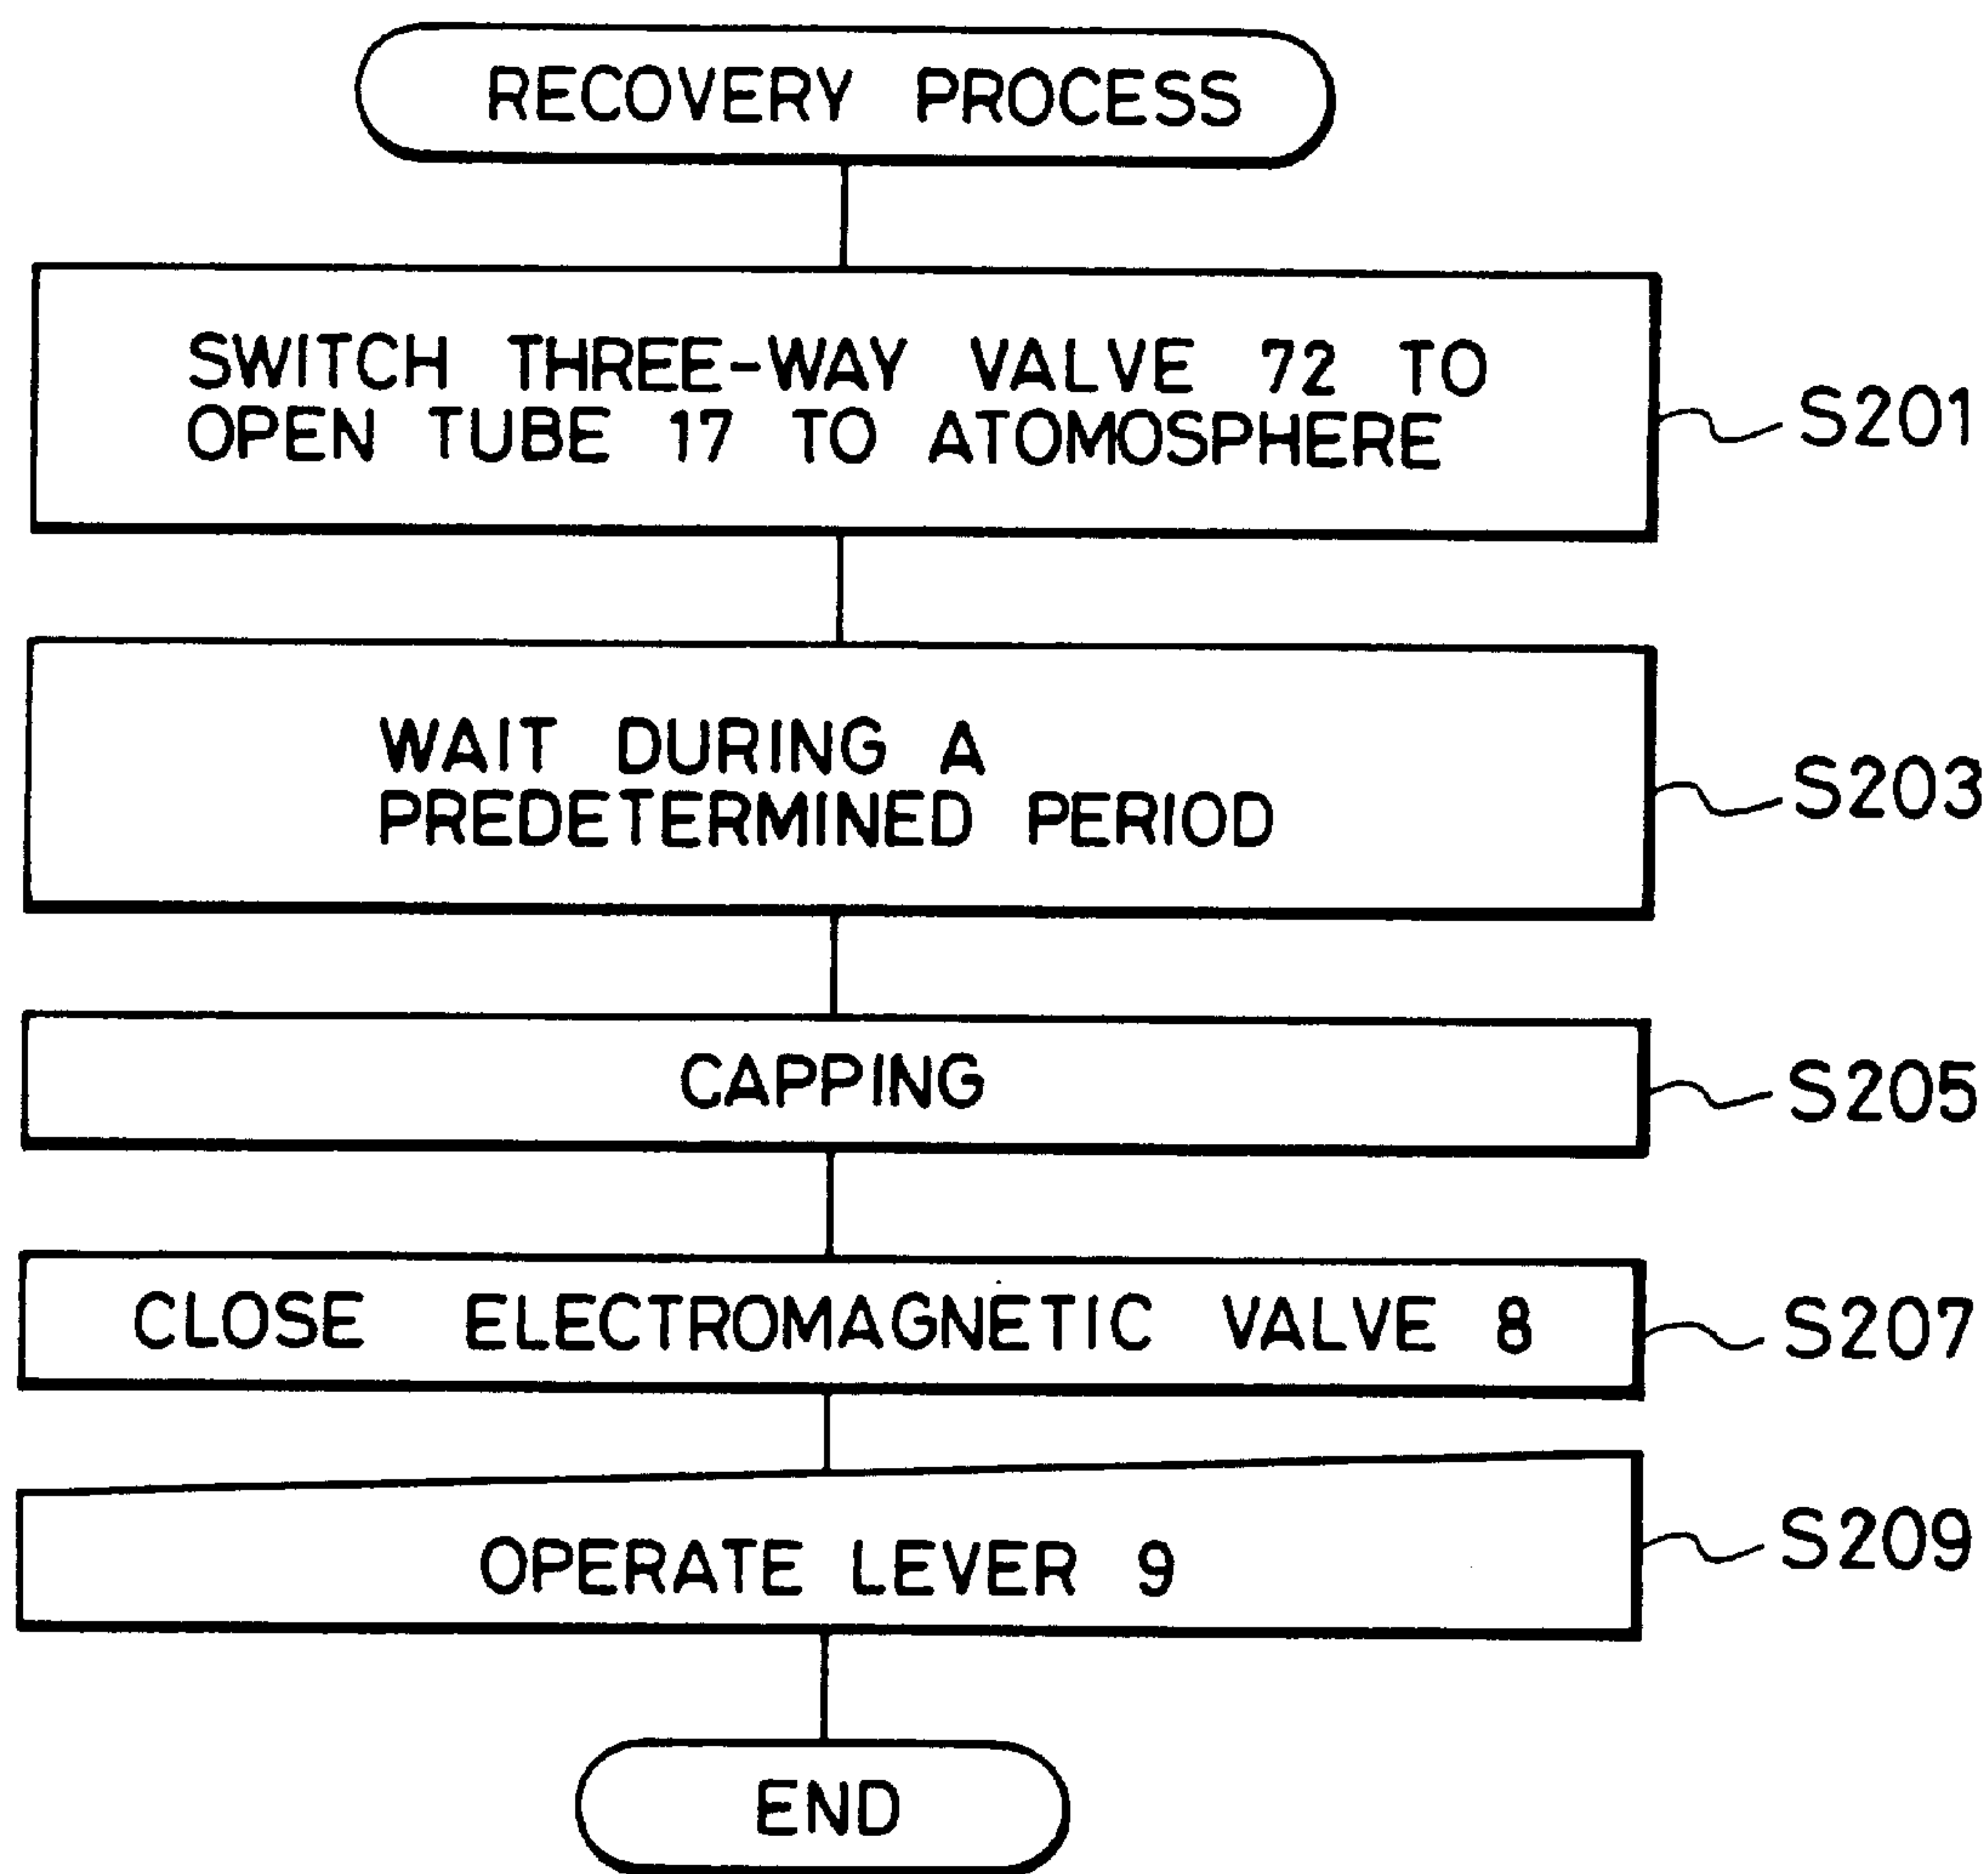 RECOVERY PROCESS
SWITCH THREE-WAY VALVE 72 TO
OPEN TUBE 17 TO ATOMOSPHERE
S201
WAIT DURING A
PREDETERMINED PERIOD
S203
CAPPING
S205
CLOSE ELECTROMAGNETIC VALVE 8
S207
OPERATE LEVER 9
S209
END